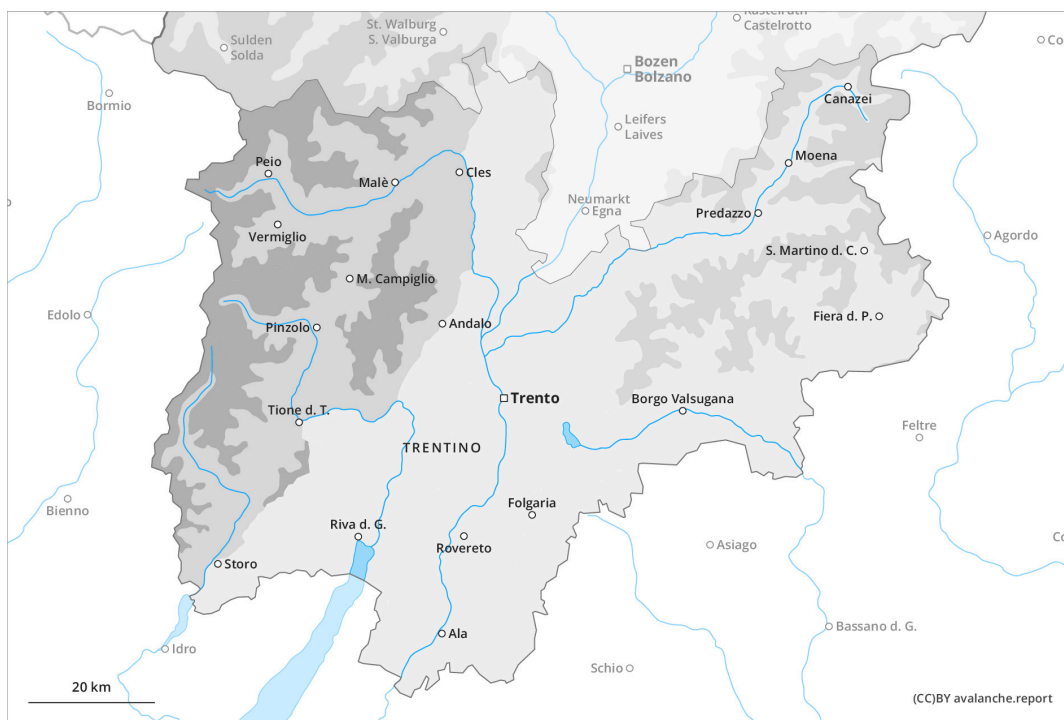 Kastelruth
Castelrotto
St. Walburg
S. Valburga
Sulden
Solda
Bozen
Bolzano
Co
Bormio
Canazei
Leifers
Laives
Moena
Peio
Malè
Cles
Neumarkt
Egna
Predazzo
Vermiglio
Agordo
S. Martino d. C.
M. Campiglio
Edolo
Pinzolo
Andalo
Fiera d. P.
Trento
Borgo Valsugana
Tione d. T.
Feltre
TRENTINO
Bienno
Folgaria
Riva d. G.
Rovereto
Asiago
Co
Storo
Ala
Bassano d. G.
Idro
Schio
20 km
(CC)BY avalanche.report